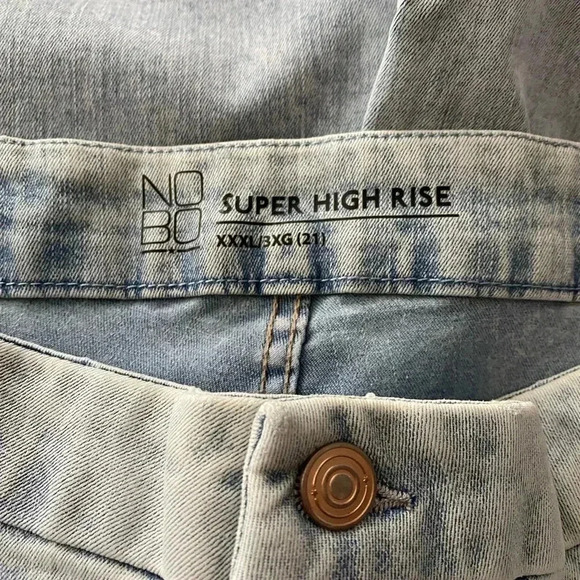 NO
BO
SUPER HIGH RISE
XXXL/3XG (21)